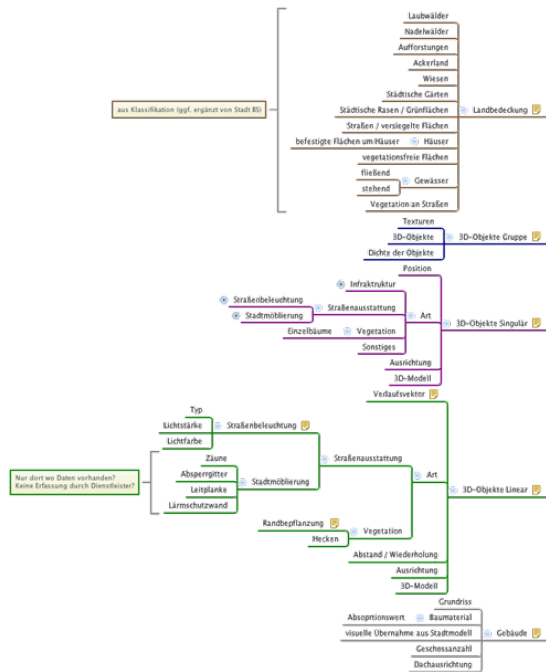 Laubwälder
Nadelwälder
Aufforstungen
Ackerland
Wiesen
Städtische Gärten
aus Klassifikation (ggf. ergänzt von Stadt BS)
Städtische Rasen / Grünflächen
Landbedeckung
Straßen / versiegelte Flächen
befestigte Flächen um Häuser
Häuser
vegetationsfreie Flächen
fließend
stehend
Gewässer
Vegetation an Straßen
Texturen
3D-Objekte
3D-Objekte Gruppe
Dichte der Objekte
Position
Infraktruktur
Straßenbeleuchtung
Stadtmöblierung
Straßenausstattung
Art
3D-Objekte Singulär
Einzelbäume
Vegetation
Sonstiges
Ausrichtung
3D-Modell
Verlaufsvektor
Typ
Lichtstärke
Straßenbeleuchtung
Lichtfarbe
Straßenausstattung
Zäune
Nur dort wo Daten vorhanden?
Keine Erfassung durch Dienstleister?
Absperrgitter
Stadtmöblierung
Leitplanke
Lärmschutzwand
Art
3D-Objekte Linear
Randbepflanzung
Hecken
Vegetation
Abstand / Wiederholung
Ausrichtung
3D-Modell
Grundriss
Absoprtionswert
Baumaterial
visuelle Übernahme aus Stadtmodell
Gebäude
Geschossanzahl
Dachausrichtung